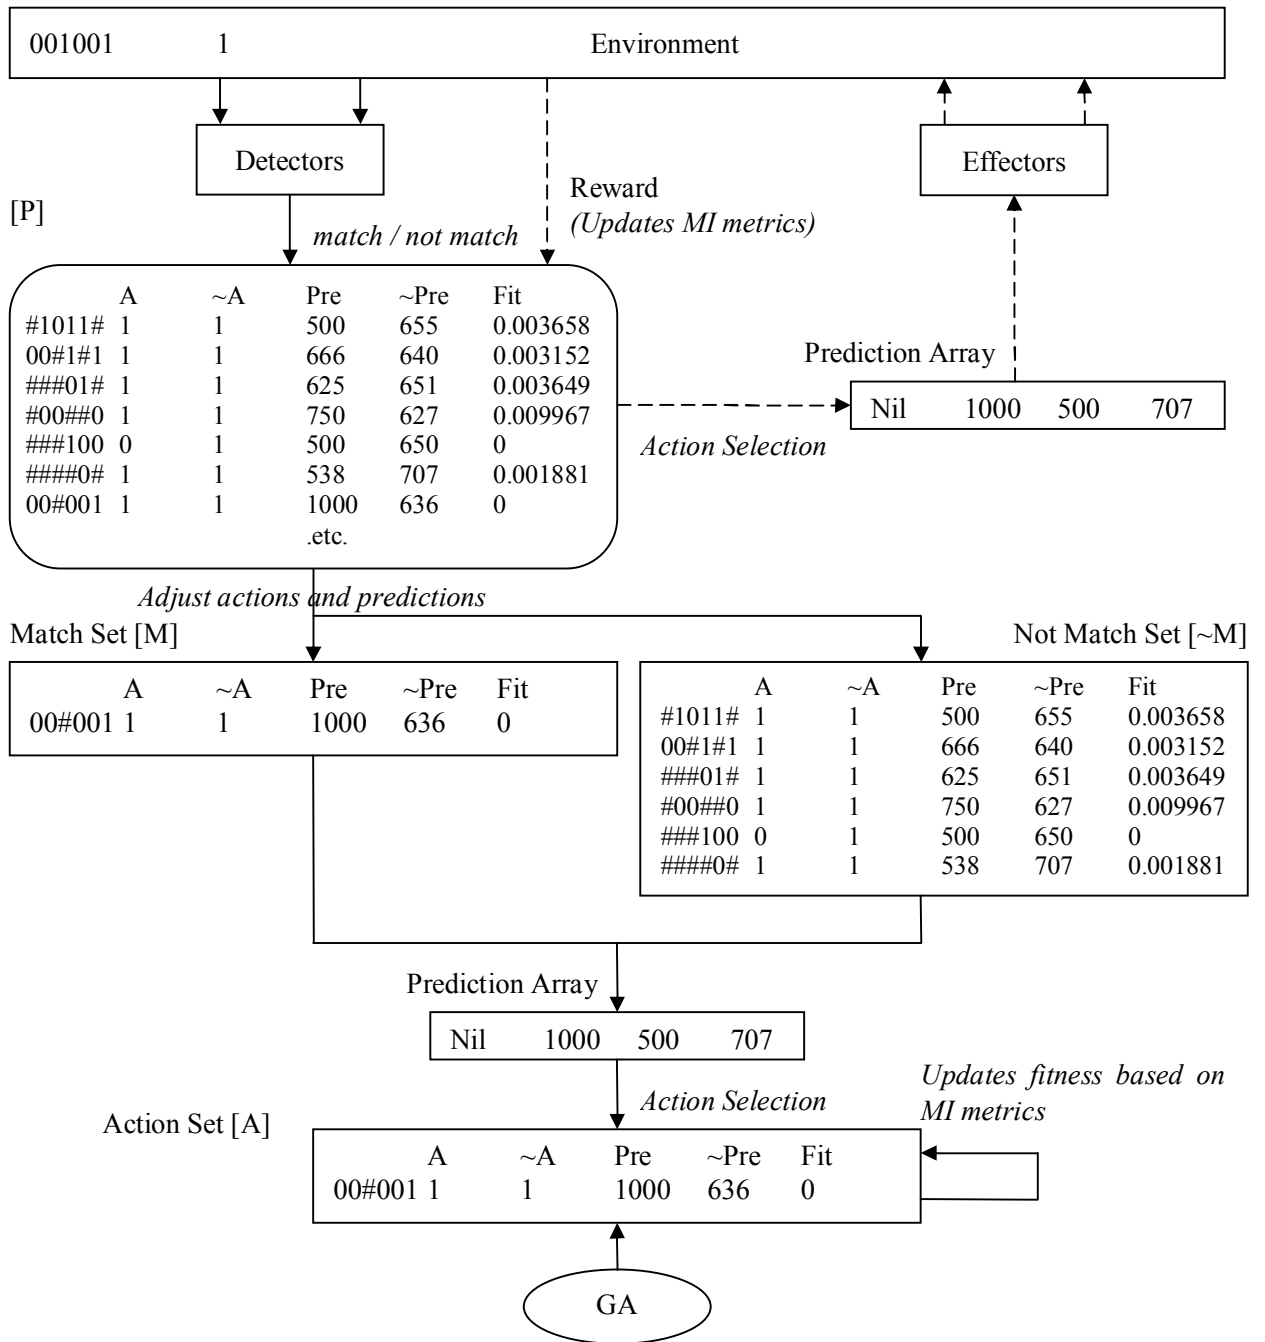 001001 1 Environment
Detectors
Effectors
[P]
Reward
(Updates MI metrics)
match / not match
A ~A Pre ~Pre Fit
#1011# 1 1 500 655 0.003658
00#1#1 1 1 666 640 0.003152
###01# 1 1 625 651 0.003649
#00##0 1 1 750 627 0.009967
###100 0 1 500 650 0
####0# 1 1 538 707 0.001881
00#001 1 1 1000 636 0
.etc.
Prediction Array
Nil 1000 500 707
Action Selection
Adjust actions and predictions
Match Set [M]
A ~A Pre ~Pre Fit
00#001 1 1 1000 636 0
Not Match Set [~M]
A ~A Pre ~Pre Fit
#1011# 1 1 500 655 0.003658
00#1#1 1 1 666 640 0.003152
###01# 1 1 625 651 0.003649
#00##0 1 1 750 627 0.009967
###100 0 1 500 650 0
####0# 1 1 538 707 0.001881
Prediction Array
Nil 1000 500 707
Action Selection
Updates fitness based on
MI metrics
Action Set [A]
A ~A Pre ~Pre Fit
00#001 1 1 1000 636 0
GA